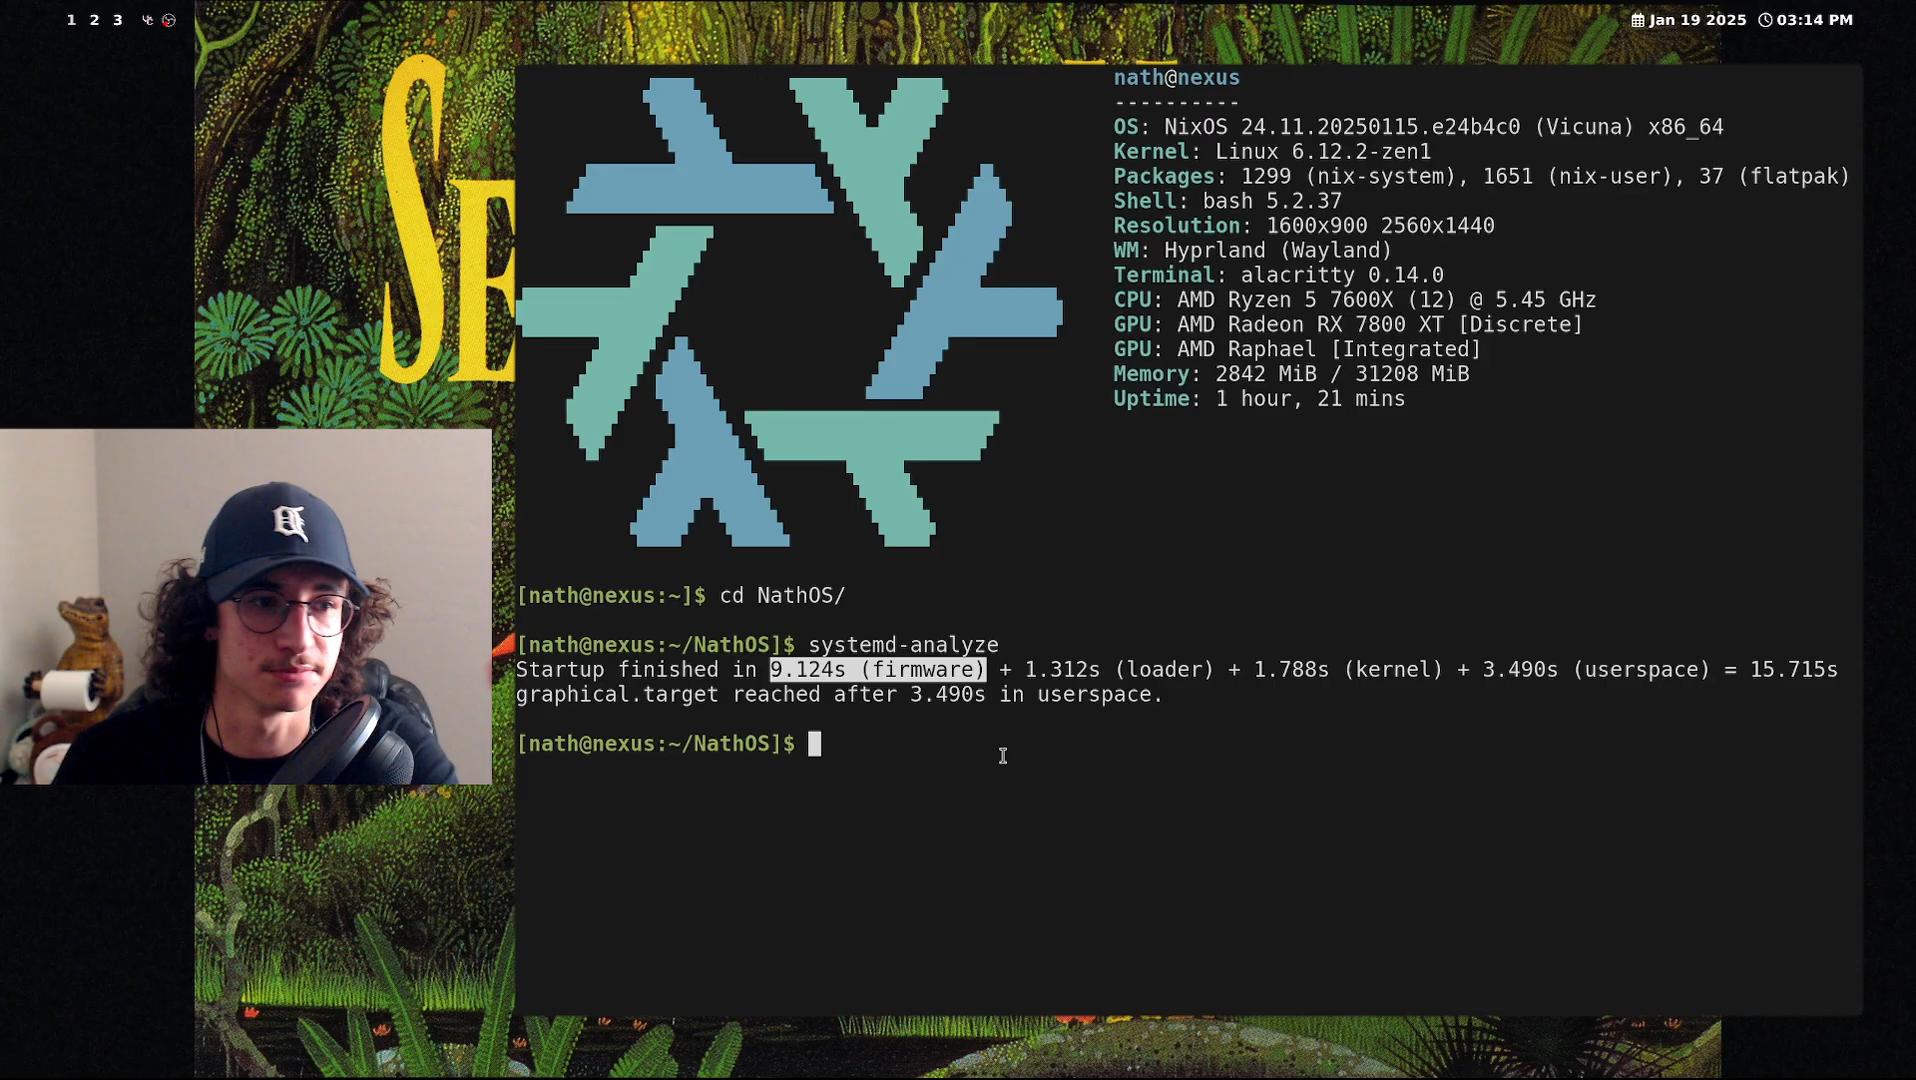 1 2 3
Jan 19 2025 03:14 PM
SE
nath@nexus
----------
OS: NixOS 24.11.20250115.e24b4c0 (Vicuna) x86_64
Kernel: Linux 6.12.2-zen1
Packages: 1299 (nix-system), 1651 (nix-user), 37 (flatpak)
Shell: bash 5.2.37
Resolution: 1600x900 2560x1440
WM: Hyprland (Wayland)
Terminal: alacritty 0.14.0
CPU: AMD Ryzen 5 7600X (12) @ 5.45 GHz
GPU: AMD Radeon RX 7800 XT [Discrete]
GPU: AMD Raphael [Integrated]
Memory: 2842 MiB / 31208 MiB
Uptime: 1 hour, 21 mins
[nath@nexus:~]$ cd NathOS/
[nath@nexus:~/NathOS]$ systemd-analyze
Startup finished in 9.124s (firmware) + 1.312s (loader) + 1.788s (kernel) + 3.490s (userspace) = 15.715s
graphical.target reached after 3.490s in userspace.
[nath@nexus:~/NathOS]$